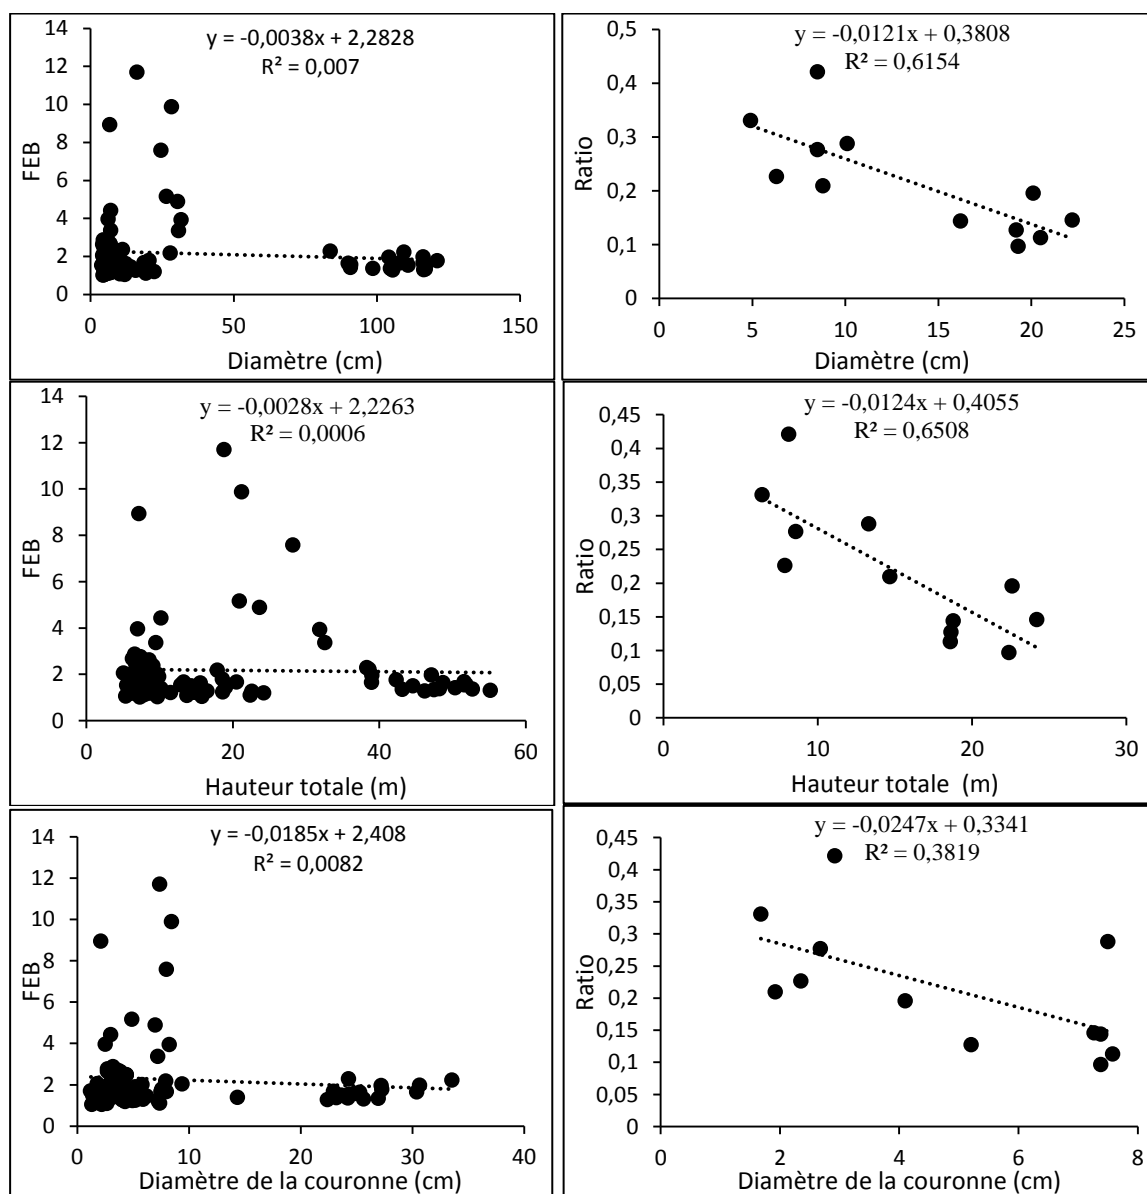 y = -0,0038x + 2,2828
R² = 0,007
FEB
14
12
10
8
6
4
2
0
0 50 100 150
Diamètre (cm)
y = -0,0121x + 0,3808
R² = 0,6154
Ratio
0,5
0,4
0,3
0,2
0,1
0
0 5 10 15 20 25
Diamètre (cm)
y = -0,0028x + 2,2263
R² = 0,0006
FEB
14
12
10
8
6
4
2
0
0 20 40 60
Hauteur totale (m)
y = -0,0124x + 0,4055
R² = 0,6508
Ratio
0,45
0,4
0,35
0,3
0,25
0,2
0,15
0,1
0,05
0
0 10 20 30
Hauteur totale (m)
y = -0,0185x + 2,408
R² = 0,0082
FEB
14
12
10
8
6
4
2
0
0 10 20 30 40
Diamètre de la couronne (cm)
y = -0,0247x + 0,3341
R² = 0,3819
Ratio
0,45
0,4
0,35
0,3
0,25
0,2
0,15
0,1
0,05
0
0 2 4 6 8
Diamètre de la couronne (cm)